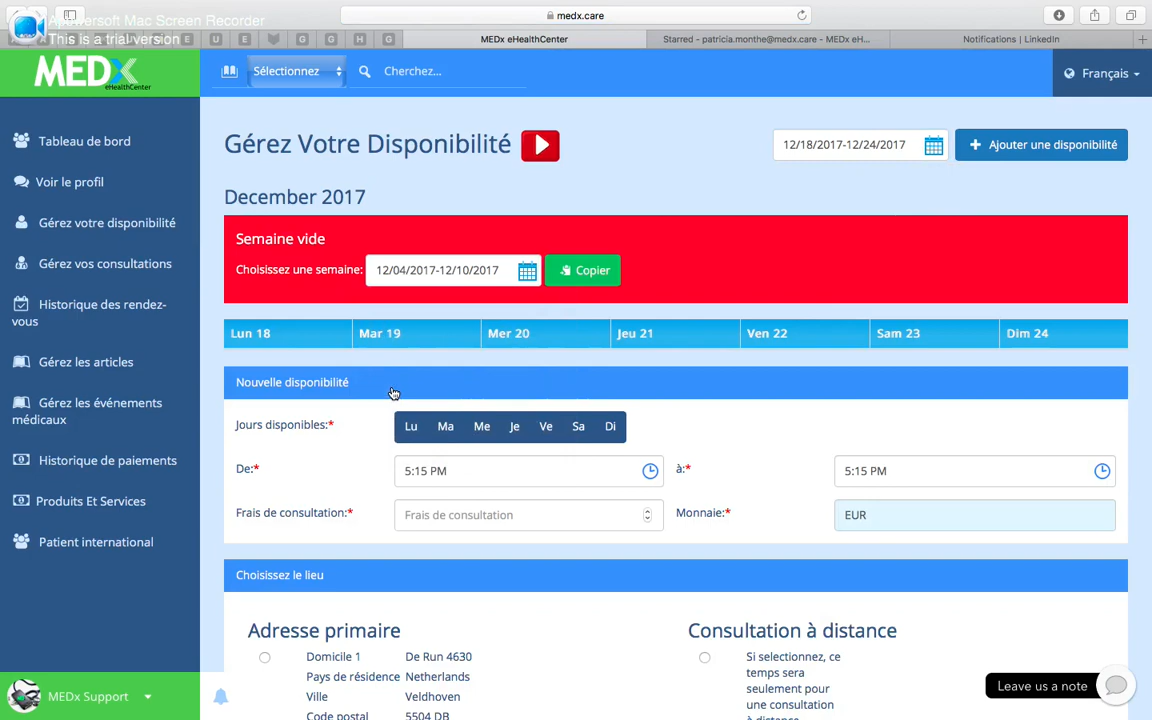 Apowersoft Mac Screen Recorder
This is a trial version
medx.care
E U E G G H G
MEDx eHealthCenter
Starred - patricia.monthe@medx.care - MEDx eH...
Notifications | LinkedIn
MEDX
eHealthCenter
Sélectionnez
Cherchez...
Français
Tableau de bord
Voir le profil
Gérez votre disponibilité
Gérez vos consultations
Historique des rendez-
vous
Gérez les articles
Gérez les événements
médicaux
Historique de paiements
Produits Et Services
Patient international
MEDx Support
Gérez Votre Disponibilité
12/18/2017-12/24/2017
+ Ajouter une disponibilité
December 2017
Semaine vide
Choisissez une semaine: 12/04/2017-12/10/2017 Copier
Lun 18 Mar 19 Mer 20 Jeu 21 Ven 22 Sam 23 Dim 24
Nouvelle disponibilité
Jours disponibles:* Lu Ma Me Je Ve Sa Di
De:* 5:15 PM à:* 5:15 PM
Frais de consultation:* Frais de consultation Monnaie:* EUR
Choisissez le lieu
Adresse primaire
Domicile 1 De Run 4630
Pays de résidence Netherlands
Ville Veldhoven
Code postal 5504 DB
Consultation à distance
Si selectionnez, ce
temps sera
seulement pour
une consultation
à distance
Leave us a note